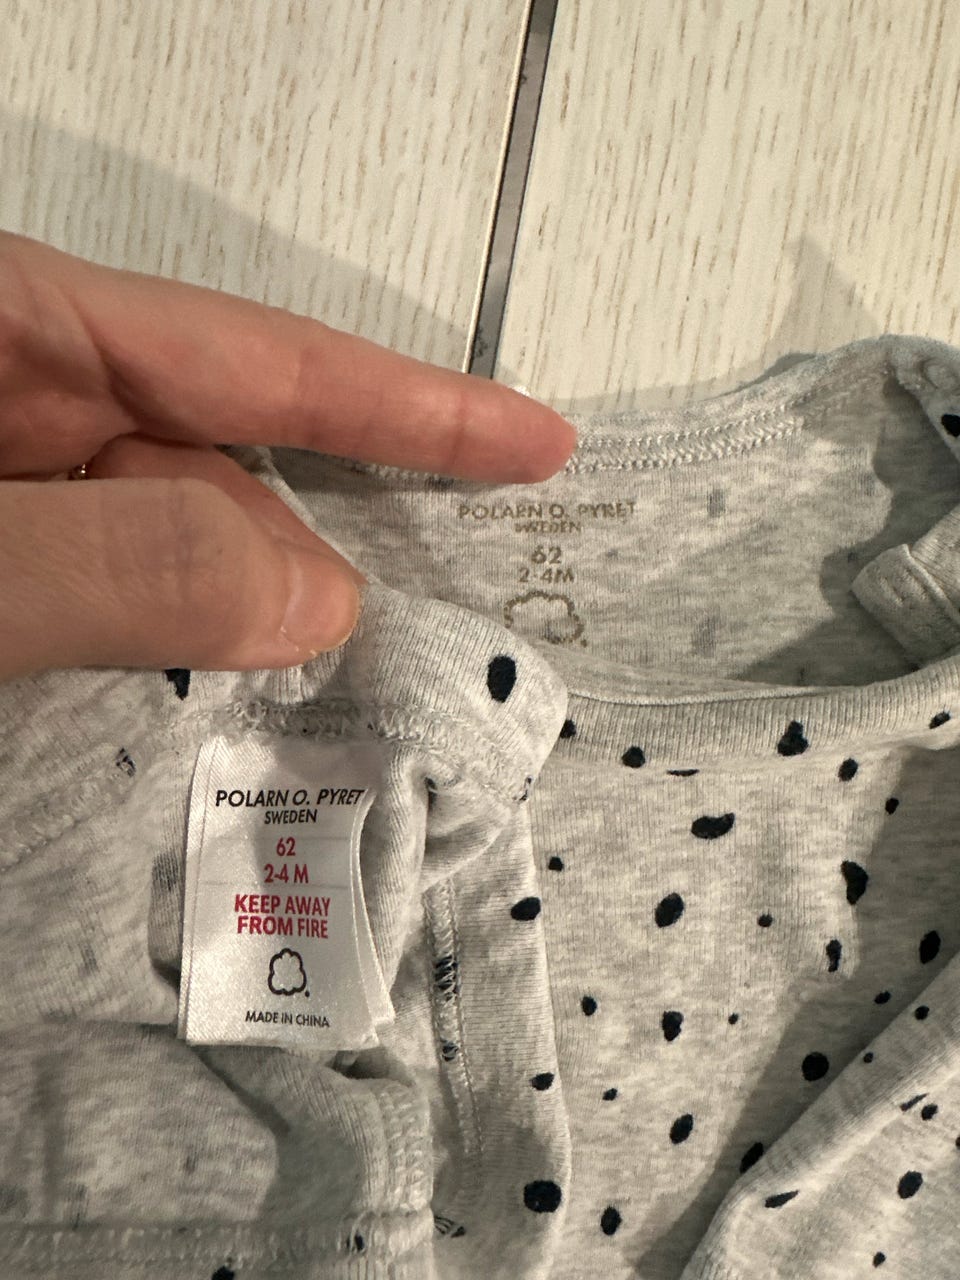 POLARN O. PYRET
SWEDEN
62
2-4M
POLARN O. PYRET
SWEDEN
62
2-4 M
KEEP AWAY
FROM FIRE
MADE IN CHINA